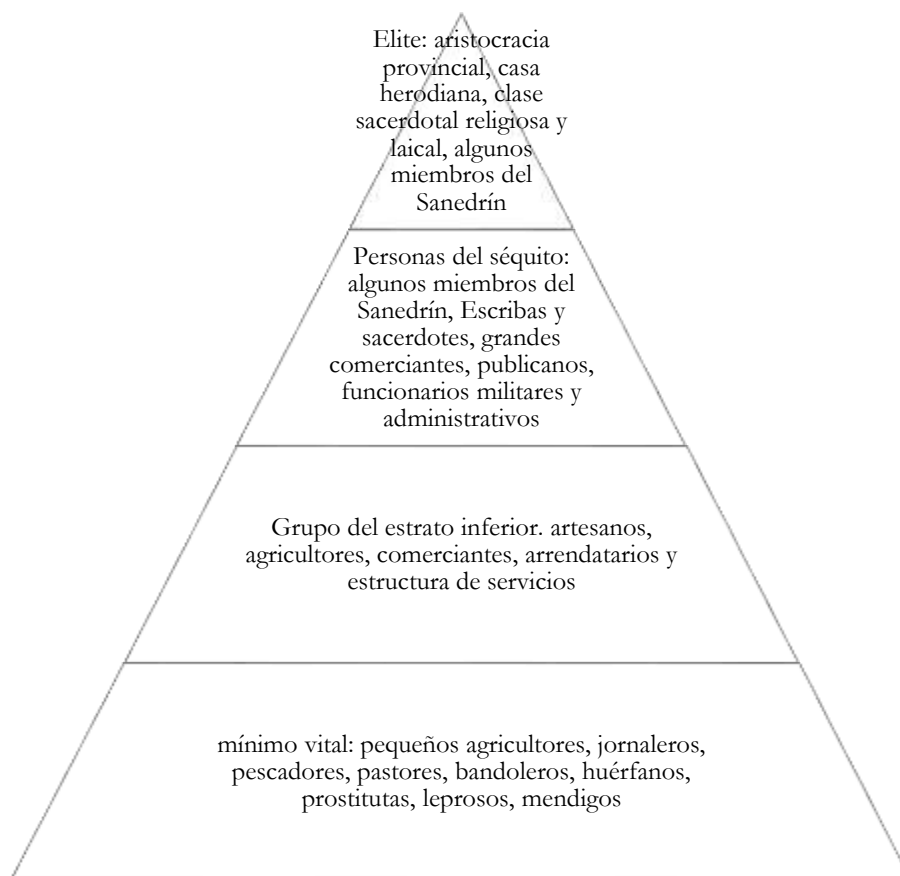 Elite: aristocracia
provincial, casa
herodiana, clase
sacerdotal religiosa y
laical, algunos
miembros del
Sanedrín
Personas del séquito:
algunos miembros del
Sanedrín, Escribas y
sacerdotes, grandes
comerciantes, publicanos,
funcionarios militares y
administrativos
Grupo del estrato inferior. artesanos,
agricultores, comerciantes, arrendatarios y
estructura de servicios
mínimo vital: pequeños agricultores, jornaleros,
pescadores, pastores, bandoleros, huérfanos,
prostitutas, leprosos, mendigos